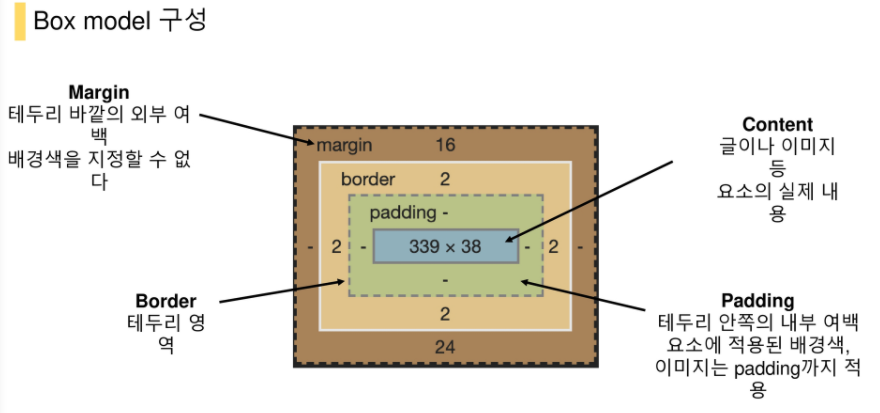 Box model 구성
Margin
테두리 바깥의 외부 여
백
배경색을 지정할 수 없
다
Content
글이나 이미지
등
요소의 실제 내
용
margin 16
border 2
padding -
- 2 - 339 × 38 - 2 -
-
2
24
Border
테두리 영
역
Padding
테두리 안쪽의 내부 여백
요소에 적용된 배경색,
이미지는 padding까지 적
용